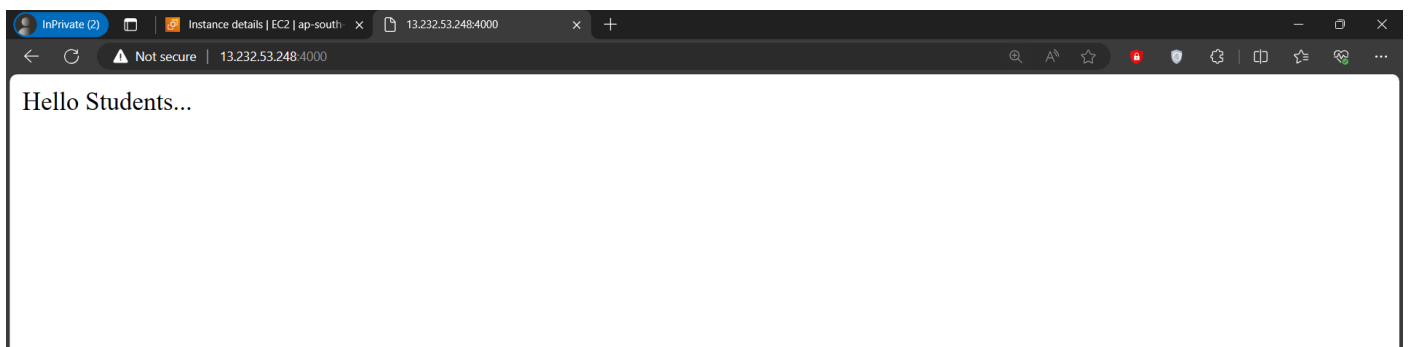 InPrivate (2) Instance details | EC2 | ap-south- 13.232.53.248:4000
Not secure | 13.232.53.248:4000
Hello Students...